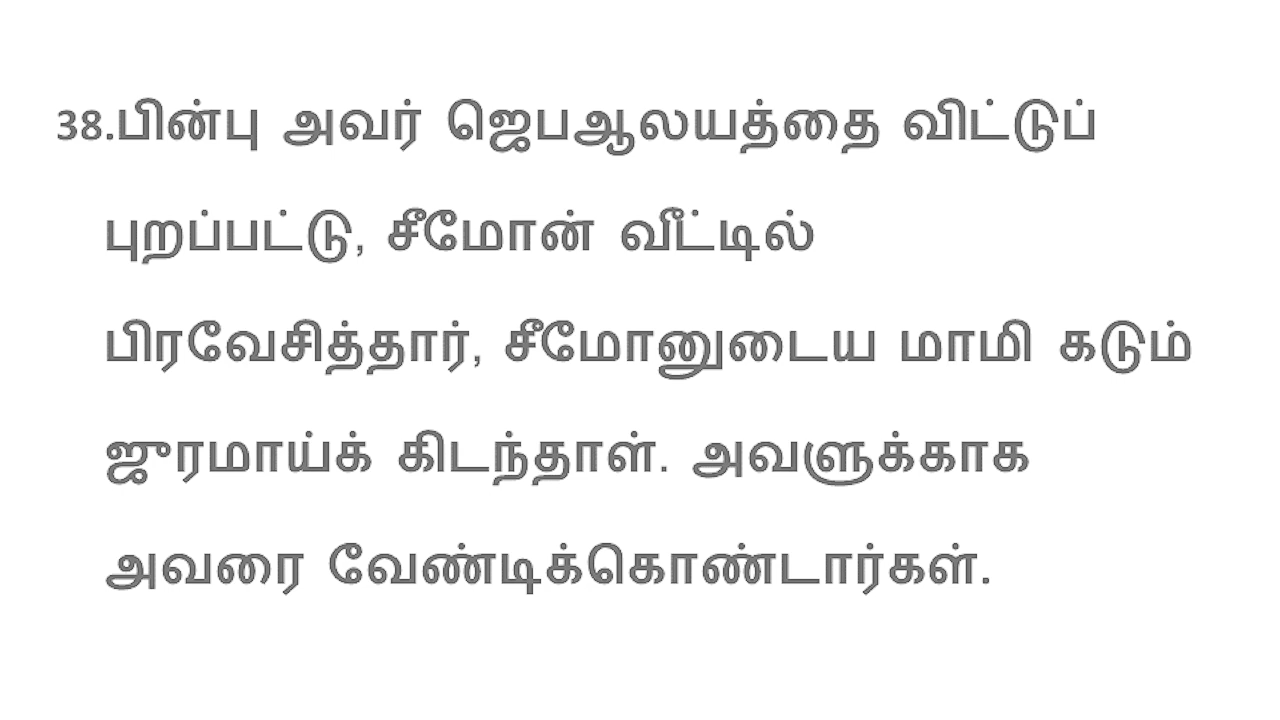 38.பின்பு அவர் ஜெபஆலயத்தை விட்டுப்
புறப்பட்டு, சீமோன் வீட்டில்
பிரவேசித்தார், சீமோனுடைய மாமி கடும்
ஜுரமாய்க் கிடந்தாள். அவளுக்காக
அவரை வேண்டிக்கொண்டார்கள்.